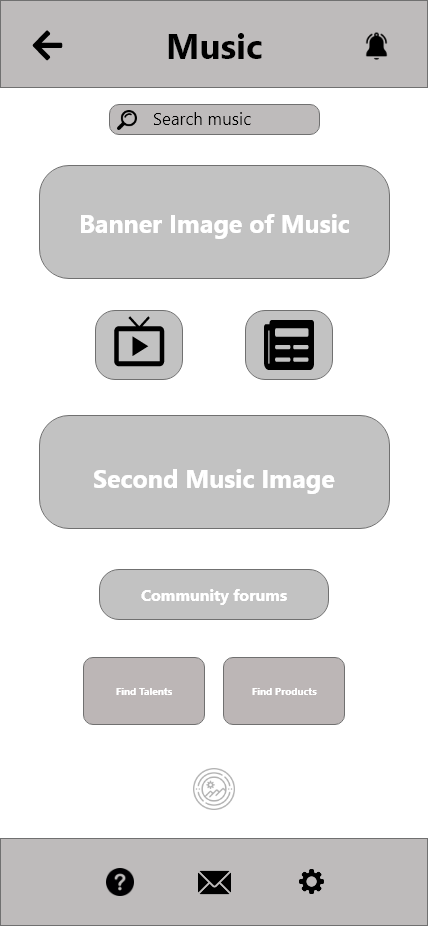 Music
Search music
Banner Image of Music
Second Music Image
Community forums
Find Talents
Find Products